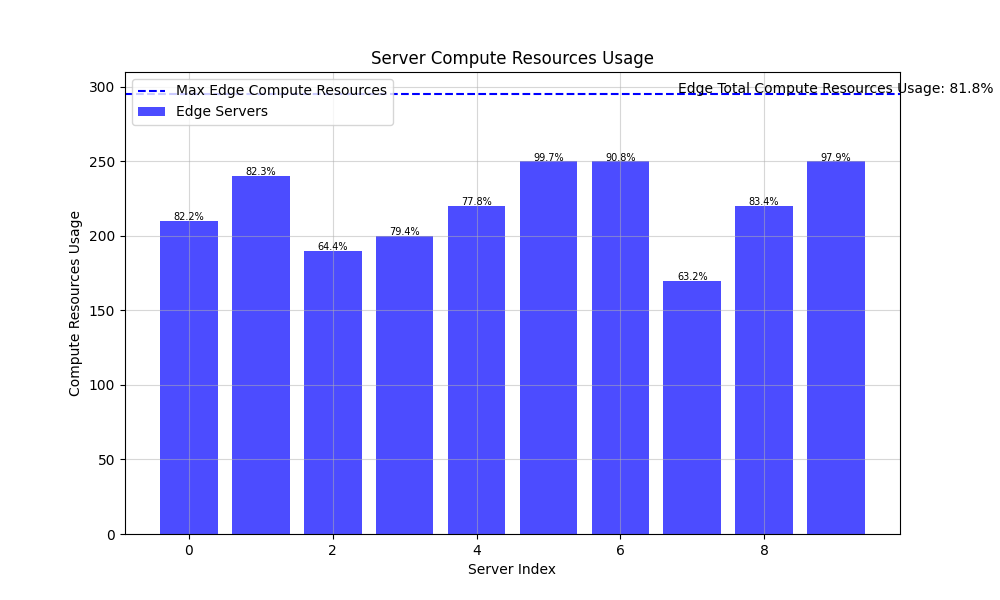 Server Compute Resources Usage
Max Edge Compute Resources
Edge Servers
Edge Total Compute Resources Usage: 81.8%
300
250
200
150
100
50
0
Compute Resources Usage
82.2%
82.3%
64.4%
79.4%
77.8%
99.7%
90.8%
63.2%
83.4%
97.9%
0 2 4 6 8
Server Index